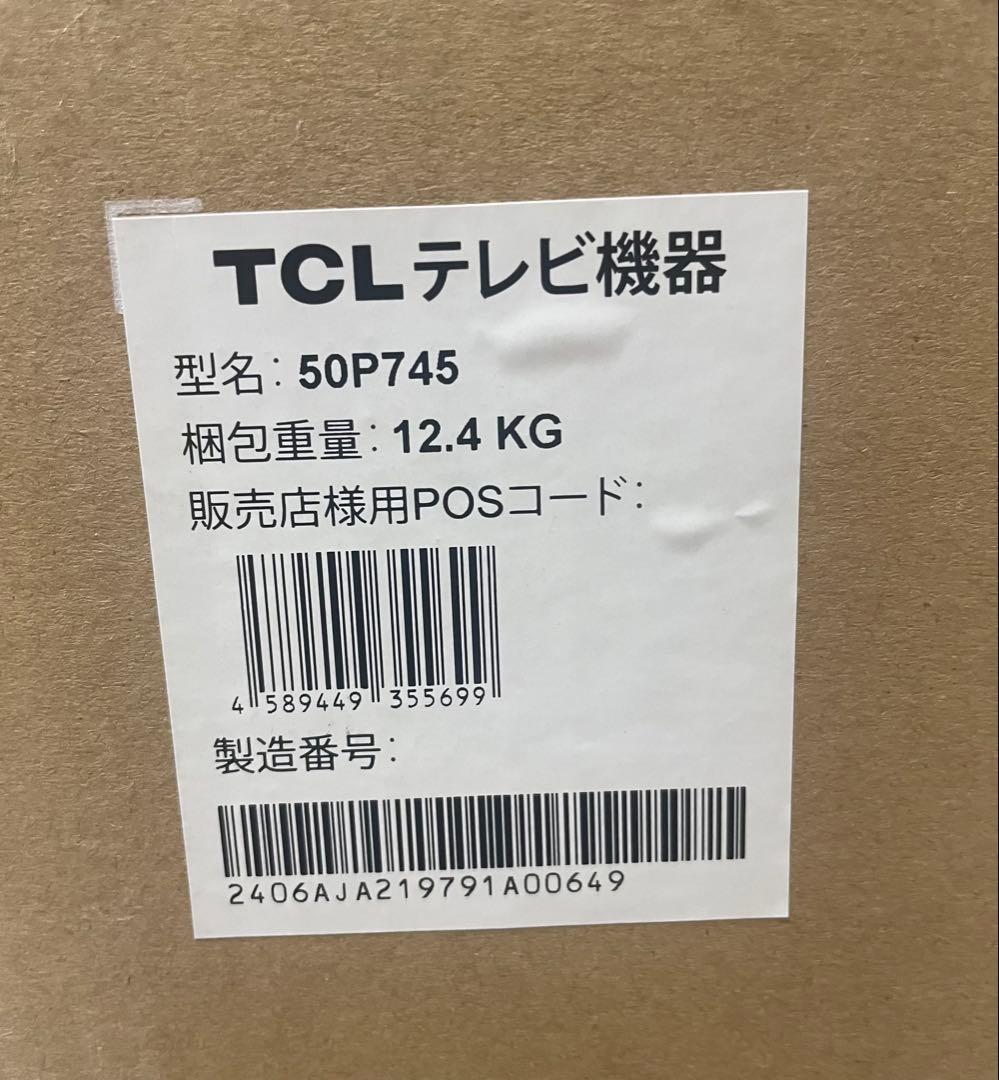 TCLテレビ機器
型名：50P745
梱包重量：12.4 KG
販売店様用POSコード：
4 589449 355699
製造番号：
2406AJA219791A00649